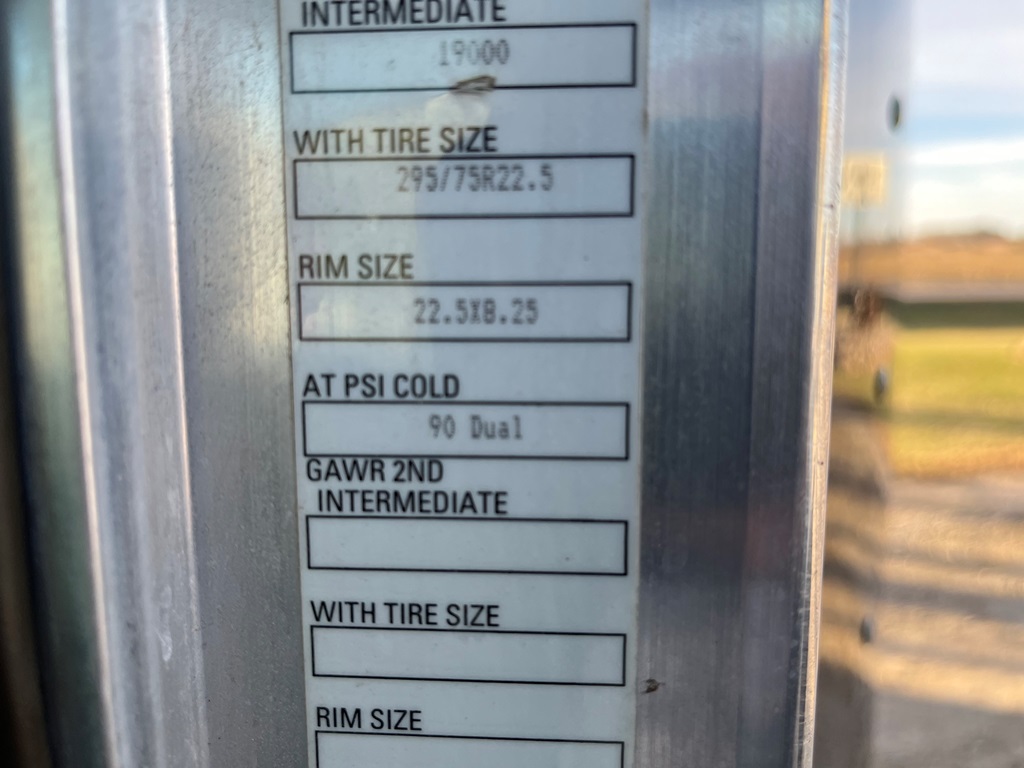 INTERMEDIATE
19000
WITH TIRE SIZE
295/75R22.5
RIM SIZE
22.5X8.25
AT PSI COLD
90 Dual
GAWR 2ND
INTERMEDIATE
WITH TIRE SIZE
RIM SIZE